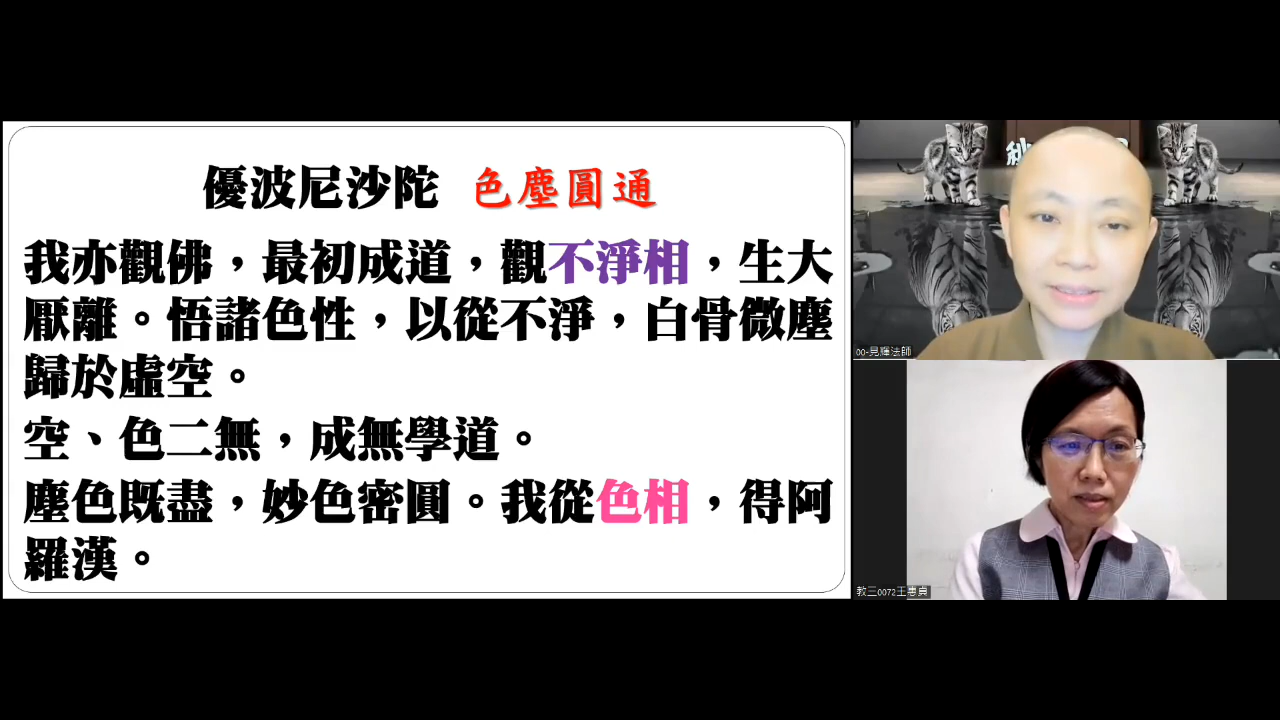 優波尼沙陀 色塵圓通
我亦觀佛，最初成道，觀不淨相，生大
厭離。悟諸色性，以從不淨，白骨微塵
歸於虛空。
空、色二無，成無學道。
塵色既盡，妙色密圓。我從色相，得阿
羅漢。
00-見輝法師
教三0072王惠貞